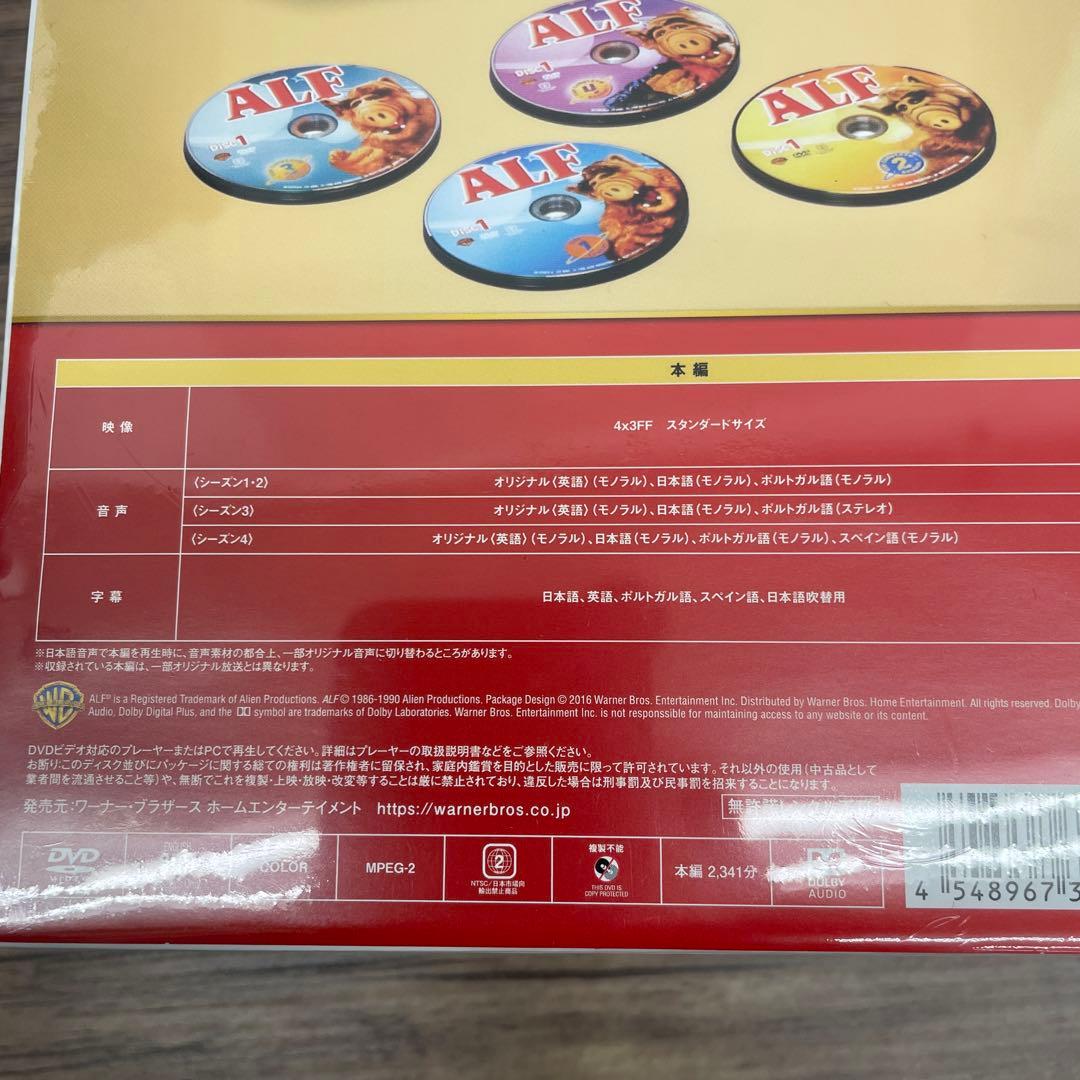 ALF
DISC 1
4
ALF
DISC 1
3
ALF
DISC 1
2
ALF
DISC 1
1
本編
映像
4x3FF スタンダードサイズ
音声
〈シーズン1・2〉 オリジナル〈英語〉(モノラル)、日本語(モノラル)、ポルトガル語(モノラル)
〈シーズン3〉 オリジナル〈英語〉(モノラル)、日本語(モノラル)、ポルトガル語(ステレオ)
〈シーズン4〉 オリジナル〈英語〉(モノラル)、日本語(モノラル)、ポルトガル語(モノラル)、スペイン語(モノラル)
字幕
日本語、英語、ポルトガル語、スペイン語、日本語吹替用
※日本語音声で本編を再生時に、音声素材の都合上、一部オリジナル音声に切り替わるところがあります。
※収録されている本編は、一部オリジナル放送とは異なります。
WB
ALF® is a Registered Trademark of Alien Productions. ALF © 1986-1990 Alien Productions. Package Design © 2016 Warner Bros. Entertainment Inc. Distributed by Warner Bros. Home Entertainment. All rights reserved. Dolby
Audio, Dolby Digital Plus, and the symbol are trademarks of Dolby Laboratories. Warner Bros. Entertainment Inc. is not responssible for maintaining access to any website or its content.
DVDビデオ対応のプレーヤーまたはPCで再生してください。詳細はプレーヤーの取扱説明書などをご参照ください。
お断り:このディスク並びにパッケージに関する総ての権利は著作権者に留保され、家庭内鑑賞を目的とした販売に限って許可されています。それ以外の使用(中古品として
業者間を流通させること等)や、無断でこれを複製・上映・放映・改変等することは厳に禁止されており、違反した場合は刑事罰及び民事罰を招来することになります。
発売元:ワーナー・ブラザース ホームエンターテイメント https://warnerbros.co.jp
無許諾レンタル
DVD
VIDEO
ENGLISH
COLOR
MPEG-2
2
NTSC/日本市場向
輸出禁止商品
複製不能
THIS DVD IS
COPY PROTECTED
本編 2,341分
DOLBY
AUDIO
4 548967 3